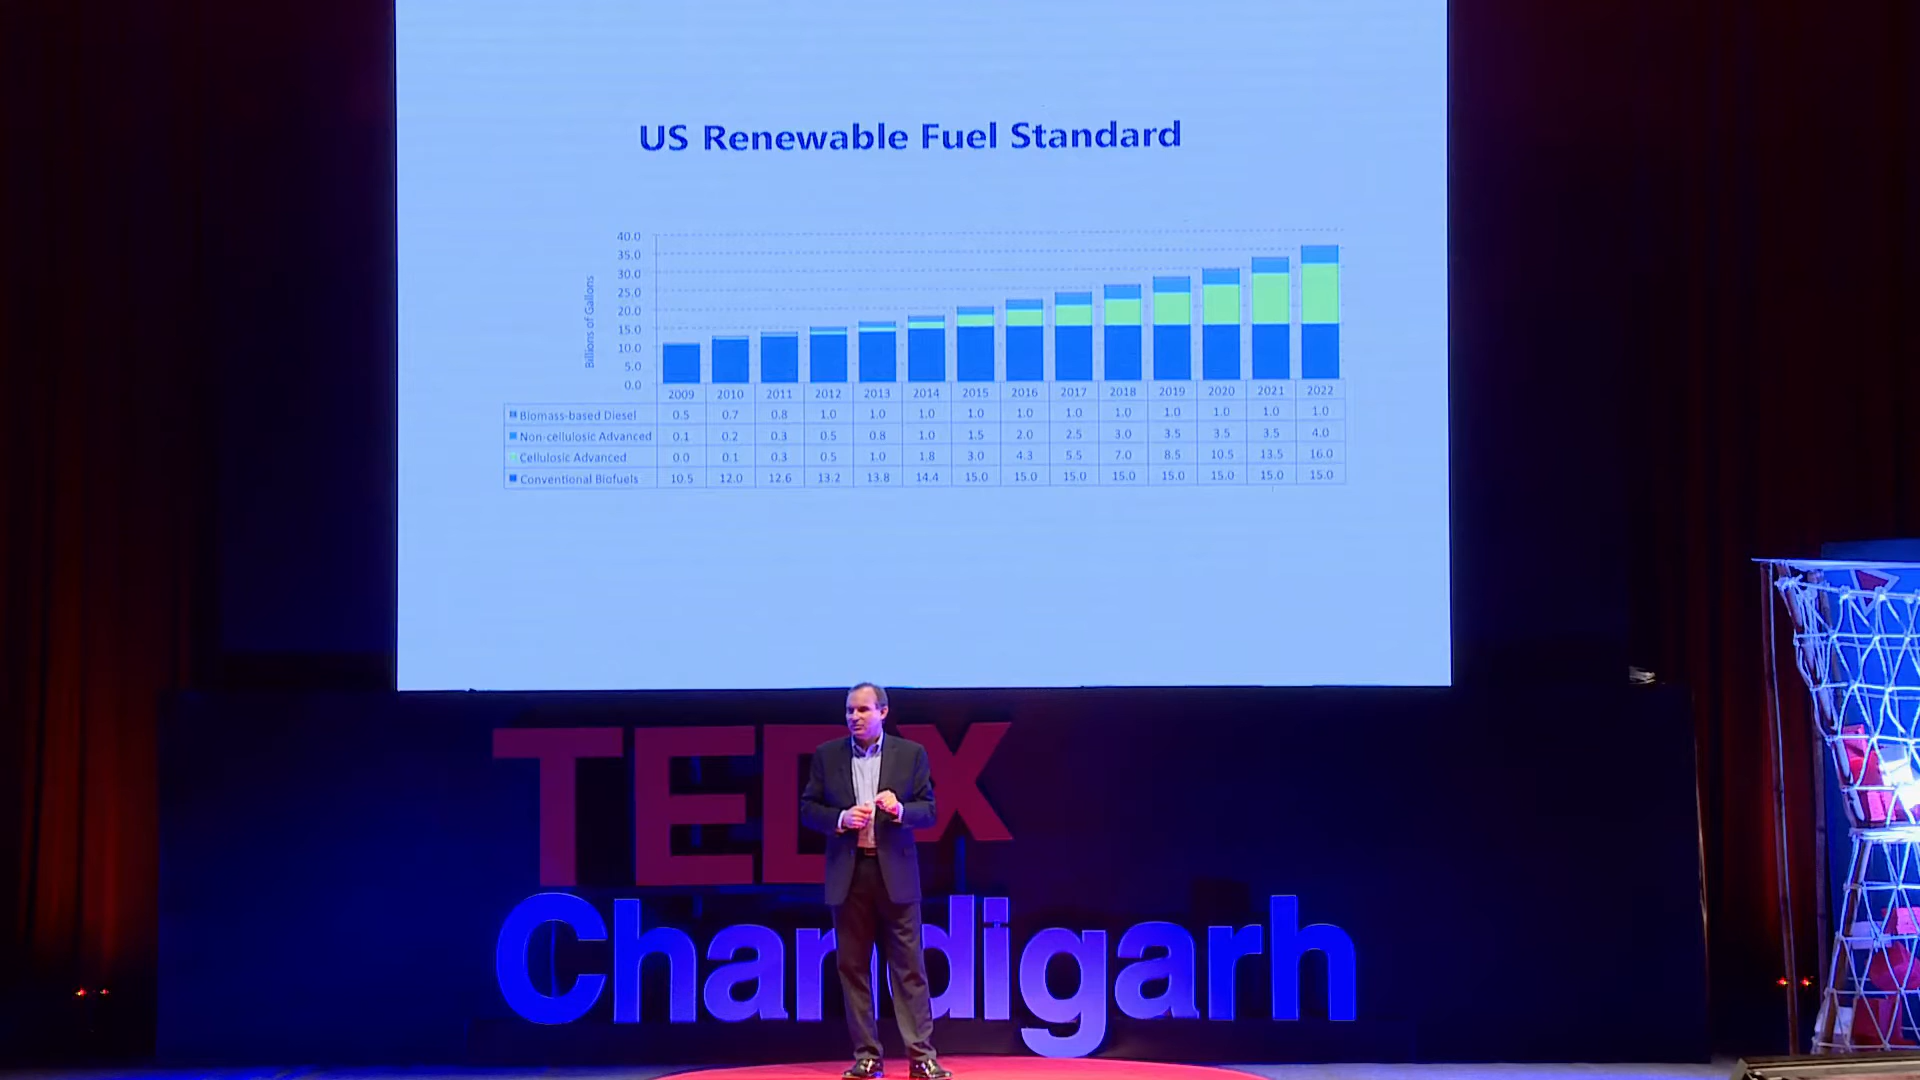 US Renewable Fuel Standard
Billions of Gallons
40.0
35.0
30.0
25.0
20.0
15.0
10.0
5.0
0.0
2009 2010 2011 2012 2013 2014 2015 2016 2017 2018 2019 2020 2021 2022
Biomass-based Diesel 0.5 0.7 0.8 1.0 1.0 1.0 1.0 1.0 1.0 1.0 1.0 1.0 1.0 1.0
Non-cellulosic Advanced 0.1 0.2 0.3 0.5 0.8 1.0 1.5 2.0 2.5 3.0 3.5 3.5 3.5 4.0
Cellulosic Advanced 0.0 0.1 0.3 0.5 1.0 1.8 3.0 4.3 5.5 7.0 8.5 10.5 13.5 16.0
Conventional Biofuels 10.5 12.0 12.6 13.2 13.8 14.4 15.0 15.0 15.0 15.0 15.0 15.0 15.0 15.0
TEDx
Chandigarh